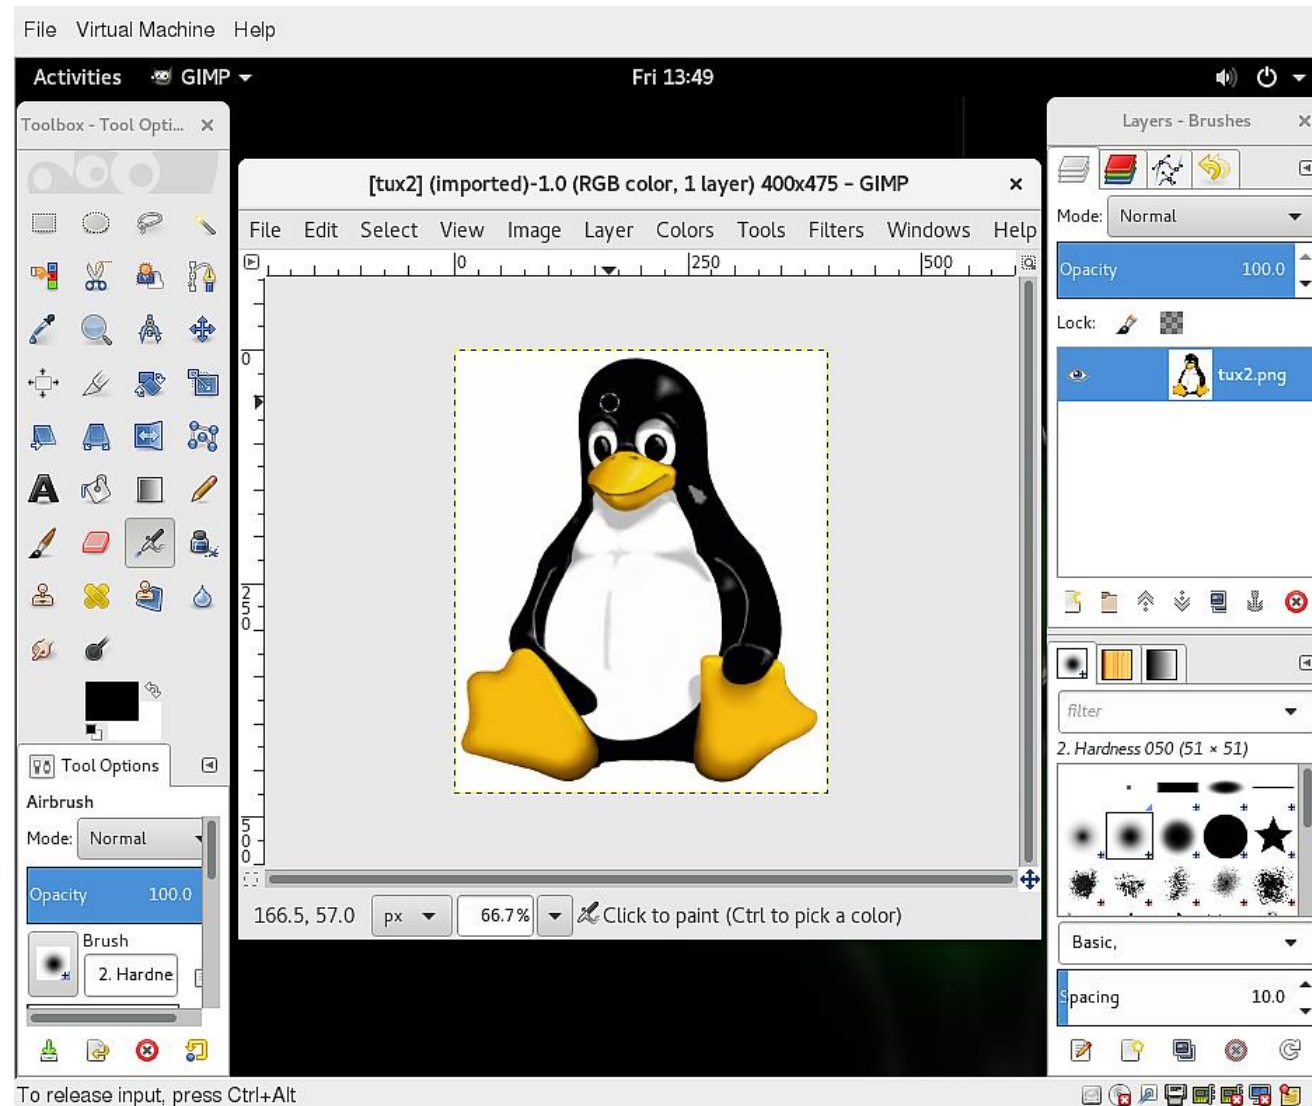 File Virtual Machine Help
Activities GIMP Fri 13:49
Toolbox - Tool Opti...
Layers - Brushes
[tux2] (imported)-1.0 (RGB color, 1 layer) 400x475 – GIMP
File Edit Select View Image Layer Colors Tools Filters Windows Help
0 250 500
0
250
500
Mode: Normal
Opacity 100.0
Lock:
tux2.png
Tool Options
Airbrush
Mode: Normal
Opacity 100.0
Brush
2. Hardne
166.5, 57.0 px 66.7% Click to paint (Ctrl to pick a color)
filter
2. Hardness 050 (51 × 51)
Basic,
Spacing 10.0
To release input, press Ctrl+Alt